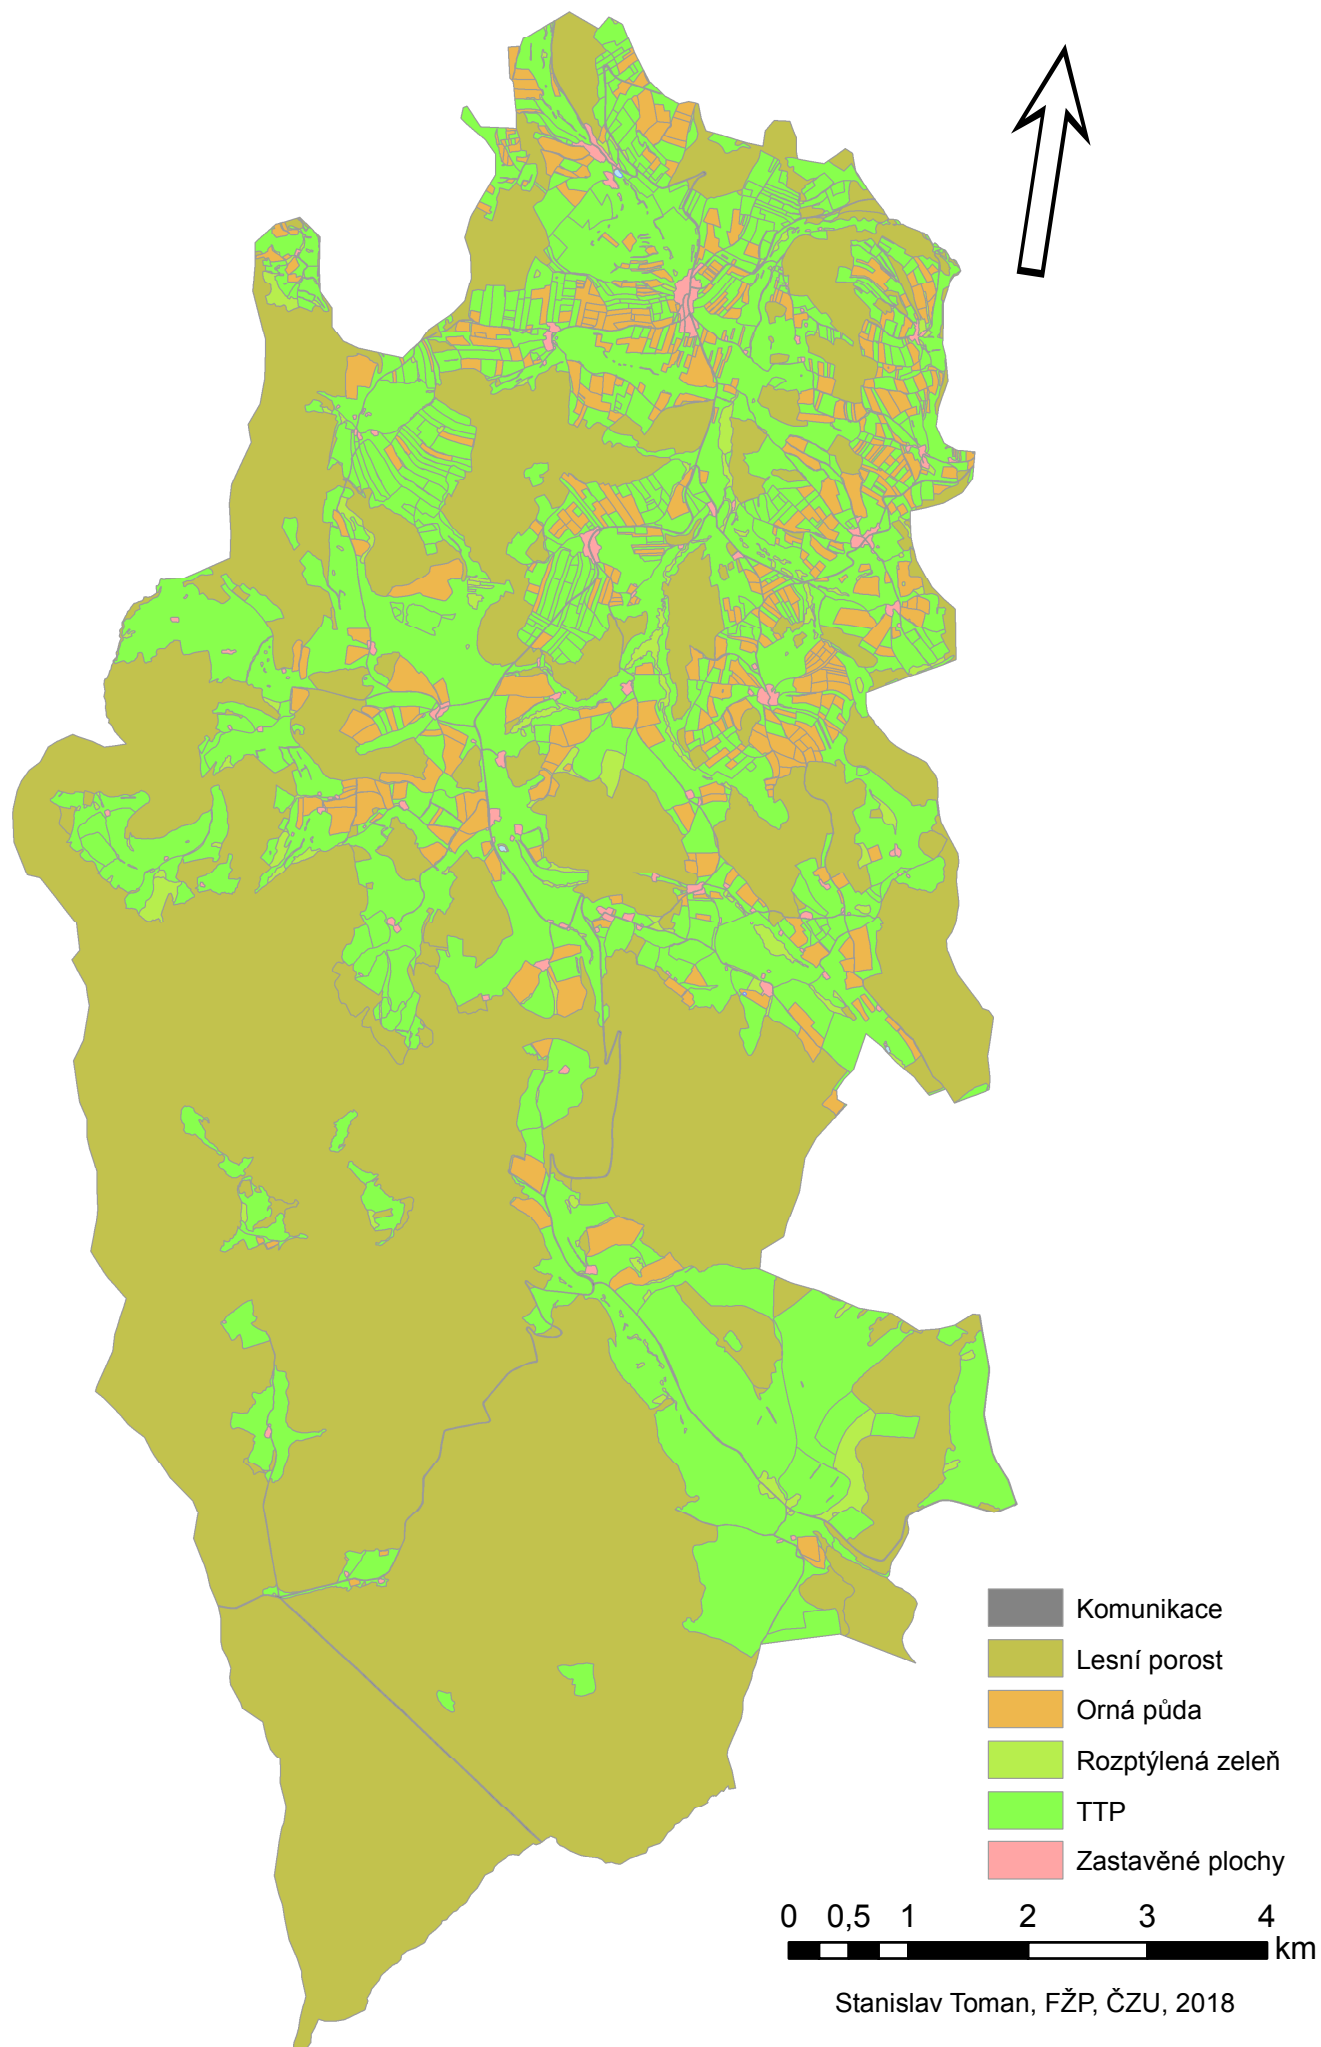 Komunikace
Lesní porost
Orná půda
Rozptýlená zeleň
TTP
Zastavěné plochy
0 0,5 1 2 3 4
km
Stanislav Toman, FŽP, ČZU, 2018